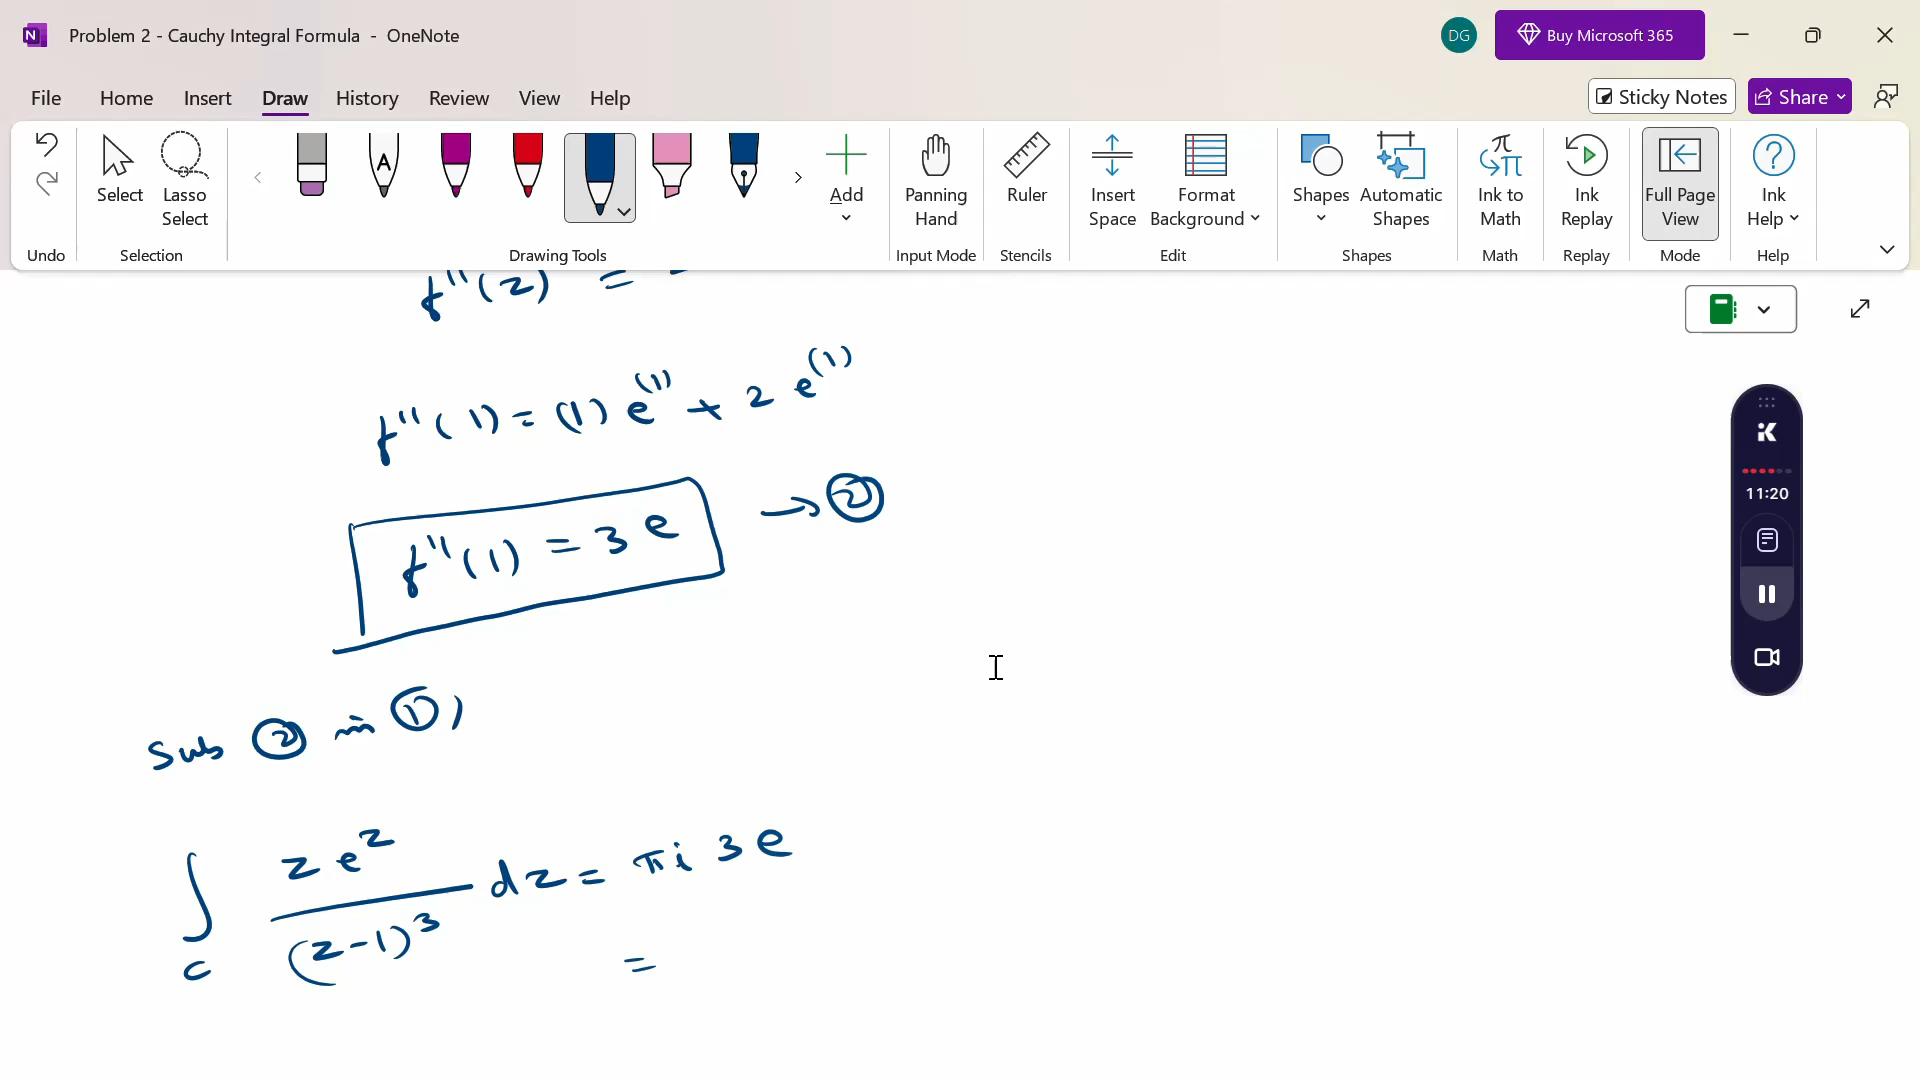 Problem 2 - Cauchy Integral Formula - OneNote
DG
Buy Microsoft 365
File Home Insert Draw History Review View Help
Sticky Notes
Share
Select
Lasso Select
A
Add
Panning Hand
Ruler
Insert Space
Format Background
Shapes
Automatic Shapes
Ink to Math
Ink Replay
Full Page View
Ink Help
Undo
Selection
Drawing Tools
Input Mode
Stencils
Edit
Shapes
Math
Replay
Mode
Help
f''(z) =
f''(1) = (1) e^(1) + 2 e^(1)
f''(1) = 3 e → ②
Sub ② in ①,
∫_C z e^z / (z-1)^3 dz = πi 3 e
=
11:20